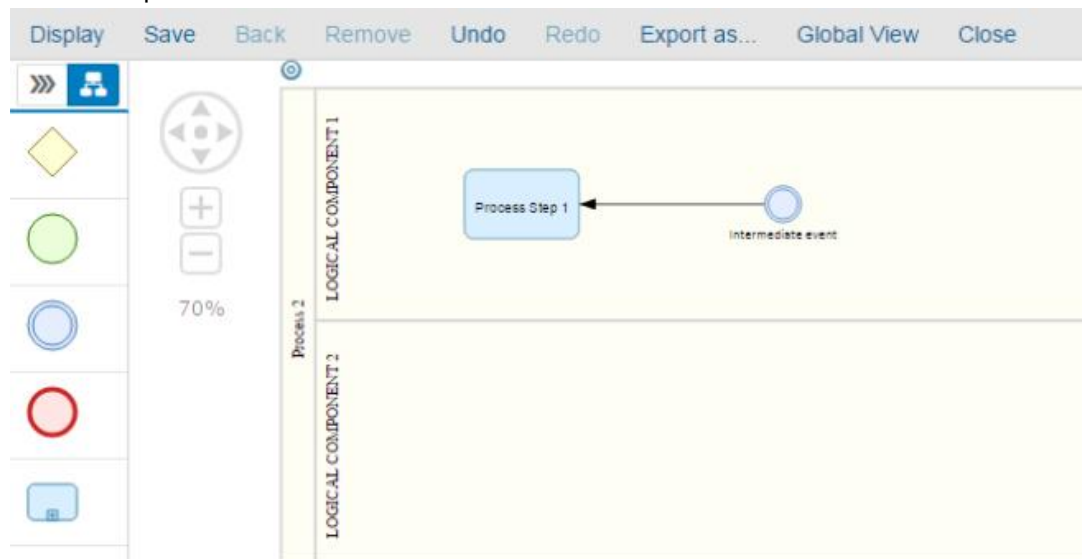 Display Save Back Remove Undo Redo Export as... Global View Close
70%
Process 2
LOGICAL COMPONENT 1
Process Step 1
Intermediate event
LOGICAL COMPONENT 2